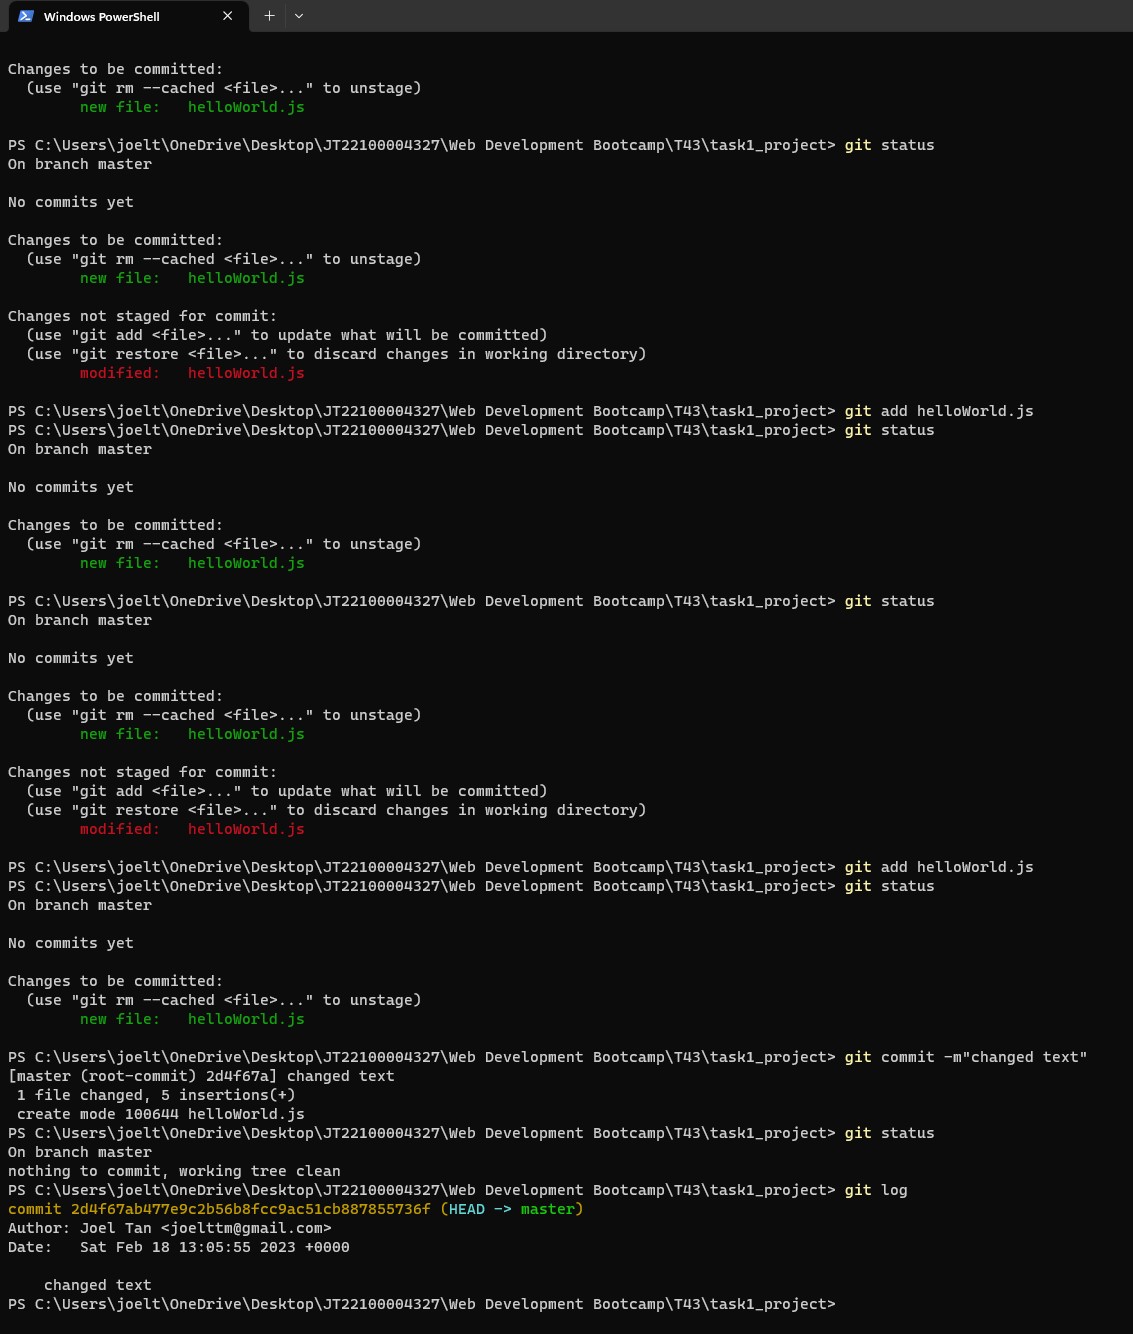 Windows PowerShell
Changes to be committed:
  (use "git rm --cached <file>..." to unstage)
        new file:   helloWorld.js
PS C:\Users\joelt\OneDrive\Desktop\JT22100004327\Web Development Bootcamp\T43\task1_project> git status
On branch master
No commits yet
Changes to be committed:
  (use "git rm --cached <file>..." to unstage)
        new file:   helloWorld.js
Changes not staged for commit:
  (use "git add <file>..." to update what will be committed)
  (use "git restore <file>..." to discard changes in working directory)
        modified:   helloWorld.js
PS C:\Users\joelt\OneDrive\Desktop\JT22100004327\Web Development Bootcamp\T43\task1_project> git add helloWorld.js
PS C:\Users\joelt\OneDrive\Desktop\JT22100004327\Web Development Bootcamp\T43\task1_project> git status
On branch master
No commits yet
Changes to be committed:
  (use "git rm --cached <file>..." to unstage)
        new file:   helloWorld.js
PS C:\Users\joelt\OneDrive\Desktop\JT22100004327\Web Development Bootcamp\T43\task1_project> git status
On branch master
No commits yet
Changes to be committed:
  (use "git rm --cached <file>..." to unstage)
        new file:   helloWorld.js
Changes not staged for commit:
  (use "git add <file>..." to update what will be committed)
  (use "git restore <file>..." to discard changes in working directory)
        modified:   helloWorld.js
PS C:\Users\joelt\OneDrive\Desktop\JT22100004327\Web Development Bootcamp\T43\task1_project> git add helloWorld.js
PS C:\Users\joelt\OneDrive\Desktop\JT22100004327\Web Development Bootcamp\T43\task1_project> git status
On branch master
No commits yet
Changes to be committed:
  (use "git rm --cached <file>..." to unstage)
        new file:   helloWorld.js
PS C:\Users\joelt\OneDrive\Desktop\JT22100004327\Web Development Bootcamp\T43\task1_project> git commit -m"changed text"
[master (root-commit) 2d4f67a] changed text
 1 file changed, 5 insertions(+)
 create mode 100644 helloWorld.js
PS C:\Users\joelt\OneDrive\Desktop\JT22100004327\Web Development Bootcamp\T43\task1_project> git status
On branch master
nothing to commit, working tree clean
PS C:\Users\joelt\OneDrive\Desktop\JT22100004327\Web Development Bootcamp\T43\task1_project> git log
commit 2d4f67ab477e9c2b56b8fcc9ac51cb887855736f (HEAD -> master)
Author: Joel Tan <joelttm@gmail.com>
Date:   Sat Feb 18 13:05:55 2023 +0000
    changed text
PS C:\Users\joelt\OneDrive\Desktop\JT22100004327\Web Development Bootcamp\T43\task1_project>